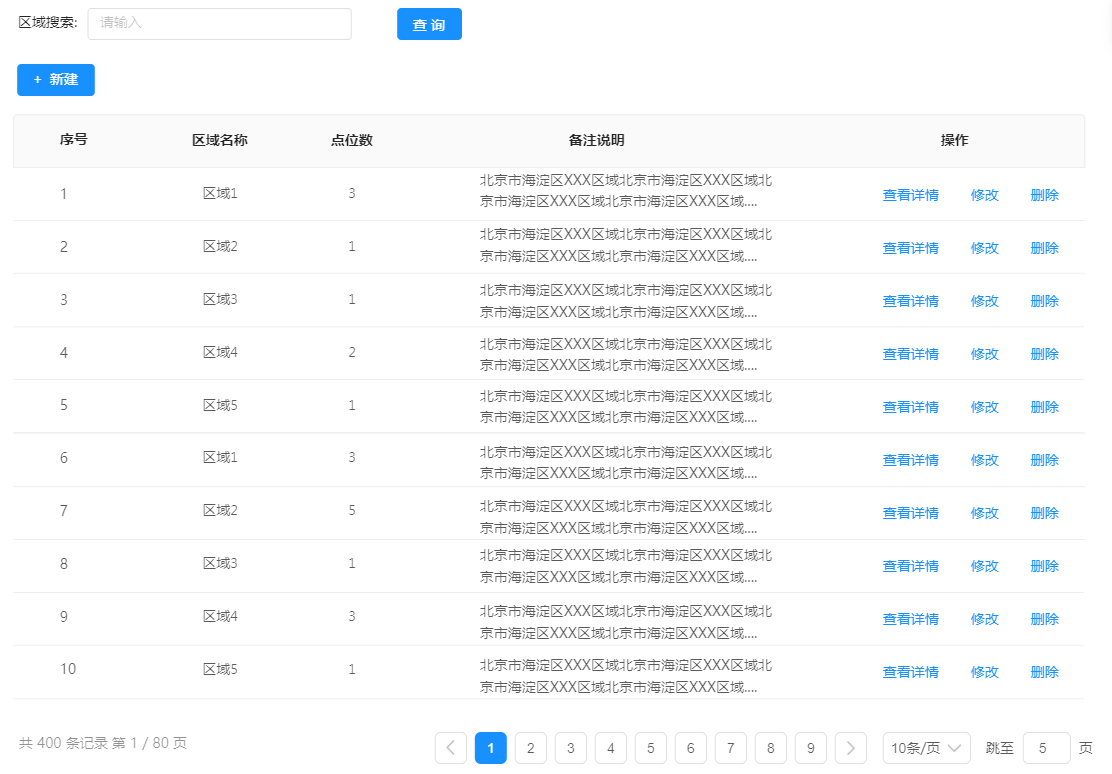 区域搜索: 请输入 查 询
+ 新建
序号 区域名称 点位数 备注说明 操作
1 区域1 3 北京市海淀区XXX区域北京市海淀区XXX区域北 查看详情 修改 删除
京市海淀区XXX区域北京市海淀区XXX区域....
2 区域2 1 北京市海淀区XXX区域北京市海淀区XXX区域北 查看详情 修改 删除
京市海淀区XXX区域北京市海淀区XXX区域....
3 区域3 1 北京市海淀区XXX区域北京市海淀区XXX区域北 查看详情 修改 删除
京市海淀区XXX区域北京市海淀区XXX区域....
4 区域4 2 北京市海淀区XXX区域北京市海淀区XXX区域北 查看详情 修改 删除
京市海淀区XXX区域北京市海淀区XXX区域....
5 区域5 1 北京市海淀区XXX区域北京市海淀区XXX区域北 查看详情 修改 删除
京市海淀区XXX区域北京市海淀区XXX区域....
6 区域1 3 北京市海淀区XXX区域北京市海淀区XXX区域北 查看详情 修改 删除
京市海淀区XXX区域北京市海淀区XXX区域....
7 区域2 5 北京市海淀区XXX区域北京市海淀区XXX区域北 查看详情 修改 删除
京市海淀区XXX区域北京市海淀区XXX区域....
8 区域3 1 北京市海淀区XXX区域北京市海淀区XXX区域北 查看详情 修改 删除
京市海淀区XXX区域北京市海淀区XXX区域....
9 区域4 3 北京市海淀区XXX区域北京市海淀区XXX区域北 查看详情 修改 删除
京市海淀区XXX区域北京市海淀区XXX区域....
10 区域5 1 北京市海淀区XXX区域北京市海淀区XXX区域北 查看详情 修改 删除
京市海淀区XXX区域北京市海淀区XXX区域....
共 400 条记录 第 1 / 80 页 1 2 3 4 5 6 7 8 9 10条/页 跳至 5 页